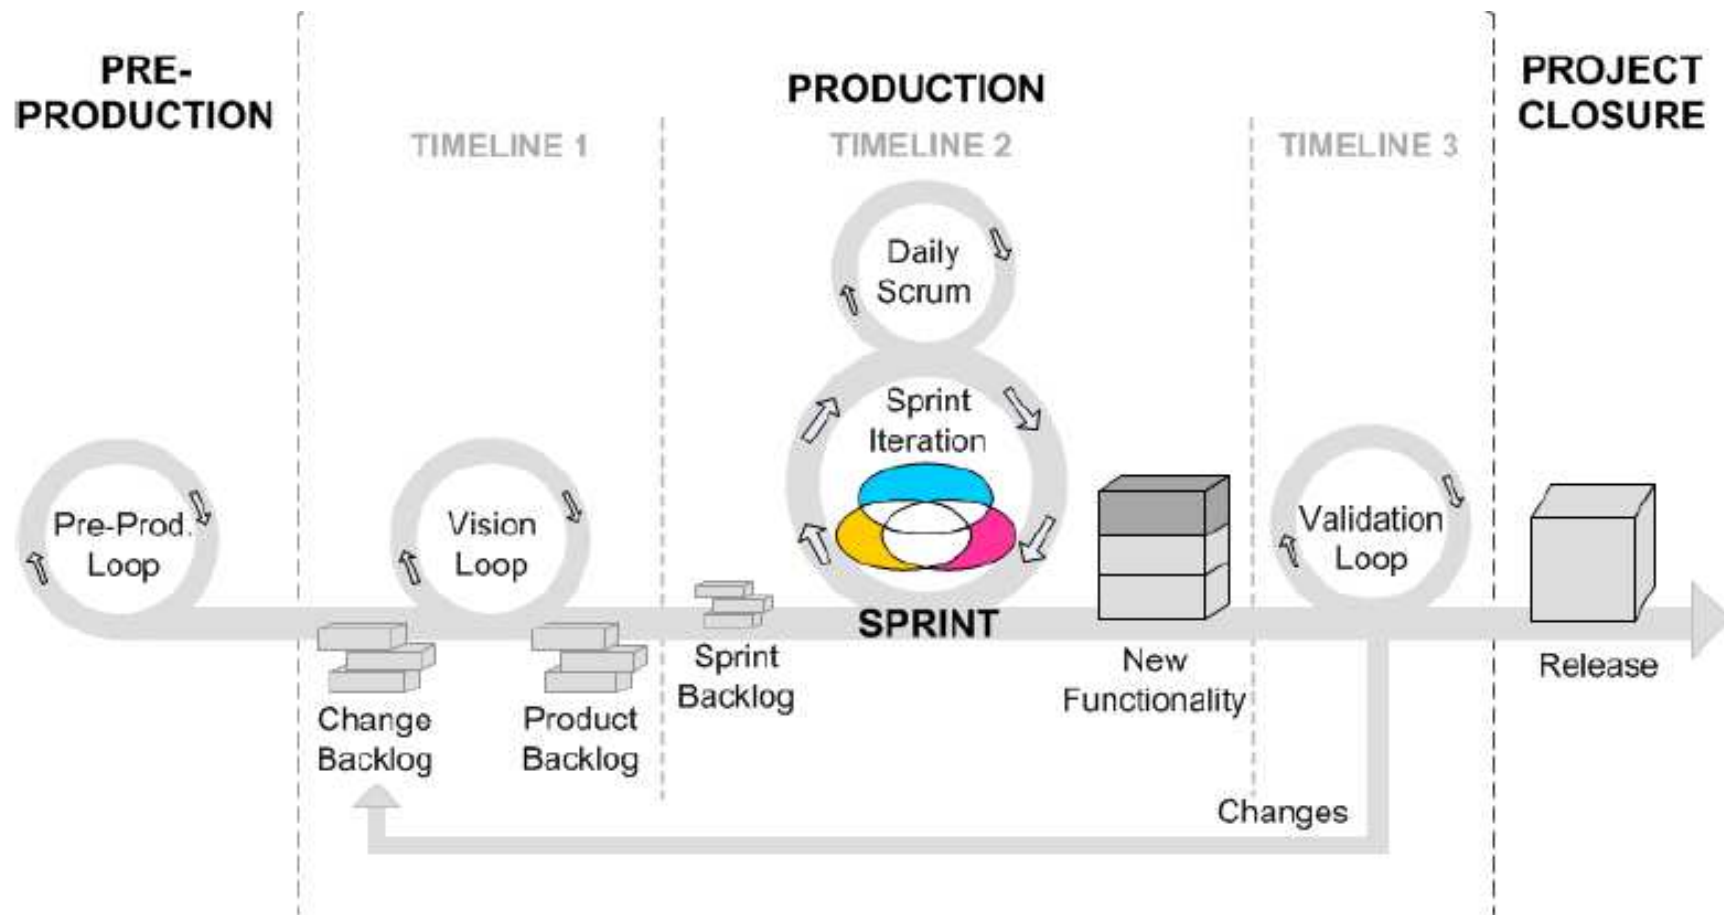 PRE-
PRODUCTION
PRODUCTION
PROJECT
CLOSURE
TIMELINE 1
TIMELINE 2
TIMELINE 3
Daily
Scrum
Sprint
Iteration
Pre-Prod.
Loop
Vision
Loop
Validation
Loop
SPRINT
Change
Backlog
Product
Backlog
Sprint
Backlog
New
Functionality
Release
Changes